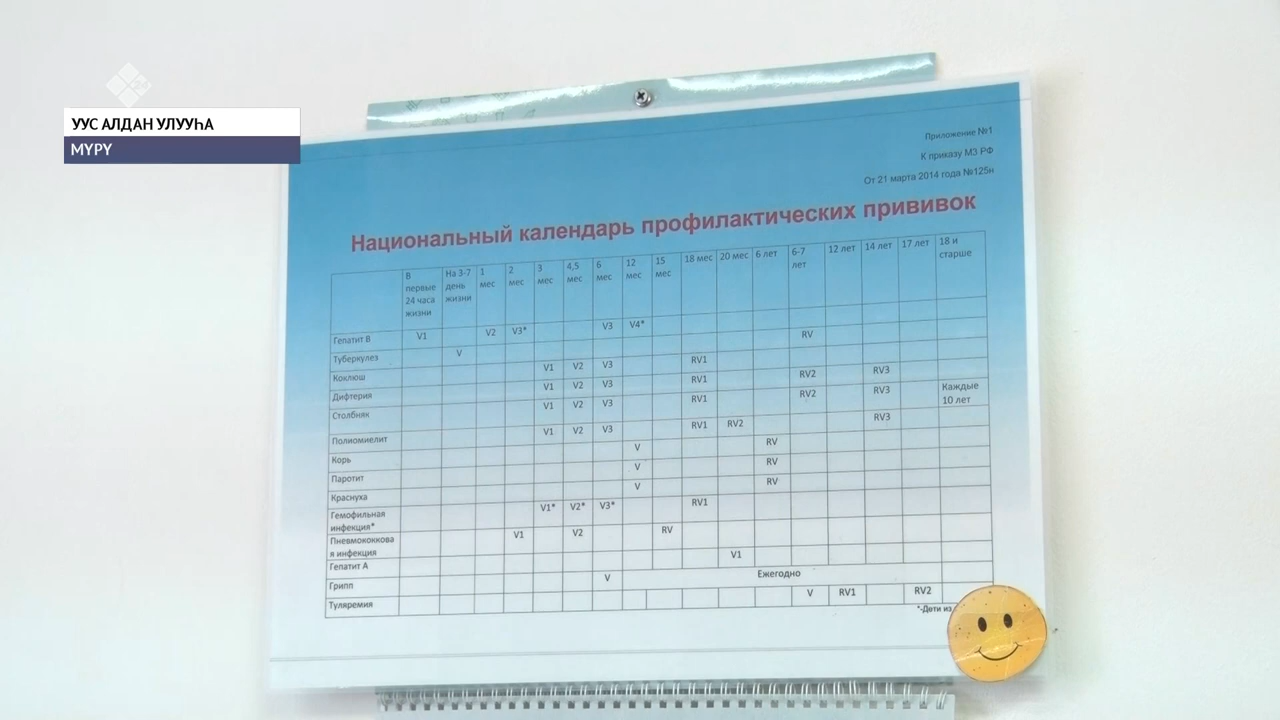 УУС АЛДАН УЛУУҺА
МҮРҮ
Приложение №1
К приказу МЗ РФ
От 21 марта 2014 года №125н
Национальный календарь профилактических прививок
В первые 24 часа жизни На 3-7 день жизни 1 мес 2 мес 3 мес 4,5 мес 6 мес 12 мес 15 мес 18 мес 20 мес 6 лет 6-7 лет 12 лет 14 лет 17 лет 18 и старше
Гепатит В V1 V2 V3* V3 V4*
Туберкулез V RV
Коклюш V1 V2 V3 RV1
Дифтерия V1 V2 V3 RV1 RV2 RV3
Столбняк V1 V2 V3 RV1 RV2 RV3 Каждые 10 лет
Полиомиелит V1 V2 V3 RV1 RV2 RV3
Корь V RV
Паротит V RV
Краснуха V RV
Гемофильная инфекция* V1* V2* V3* RV1
Пневмококкова я инфекция V1 V2 RV
Гепатит А V1
Грипп V Ежегодно
Туляремия V RV1 RV2
*-Дети из